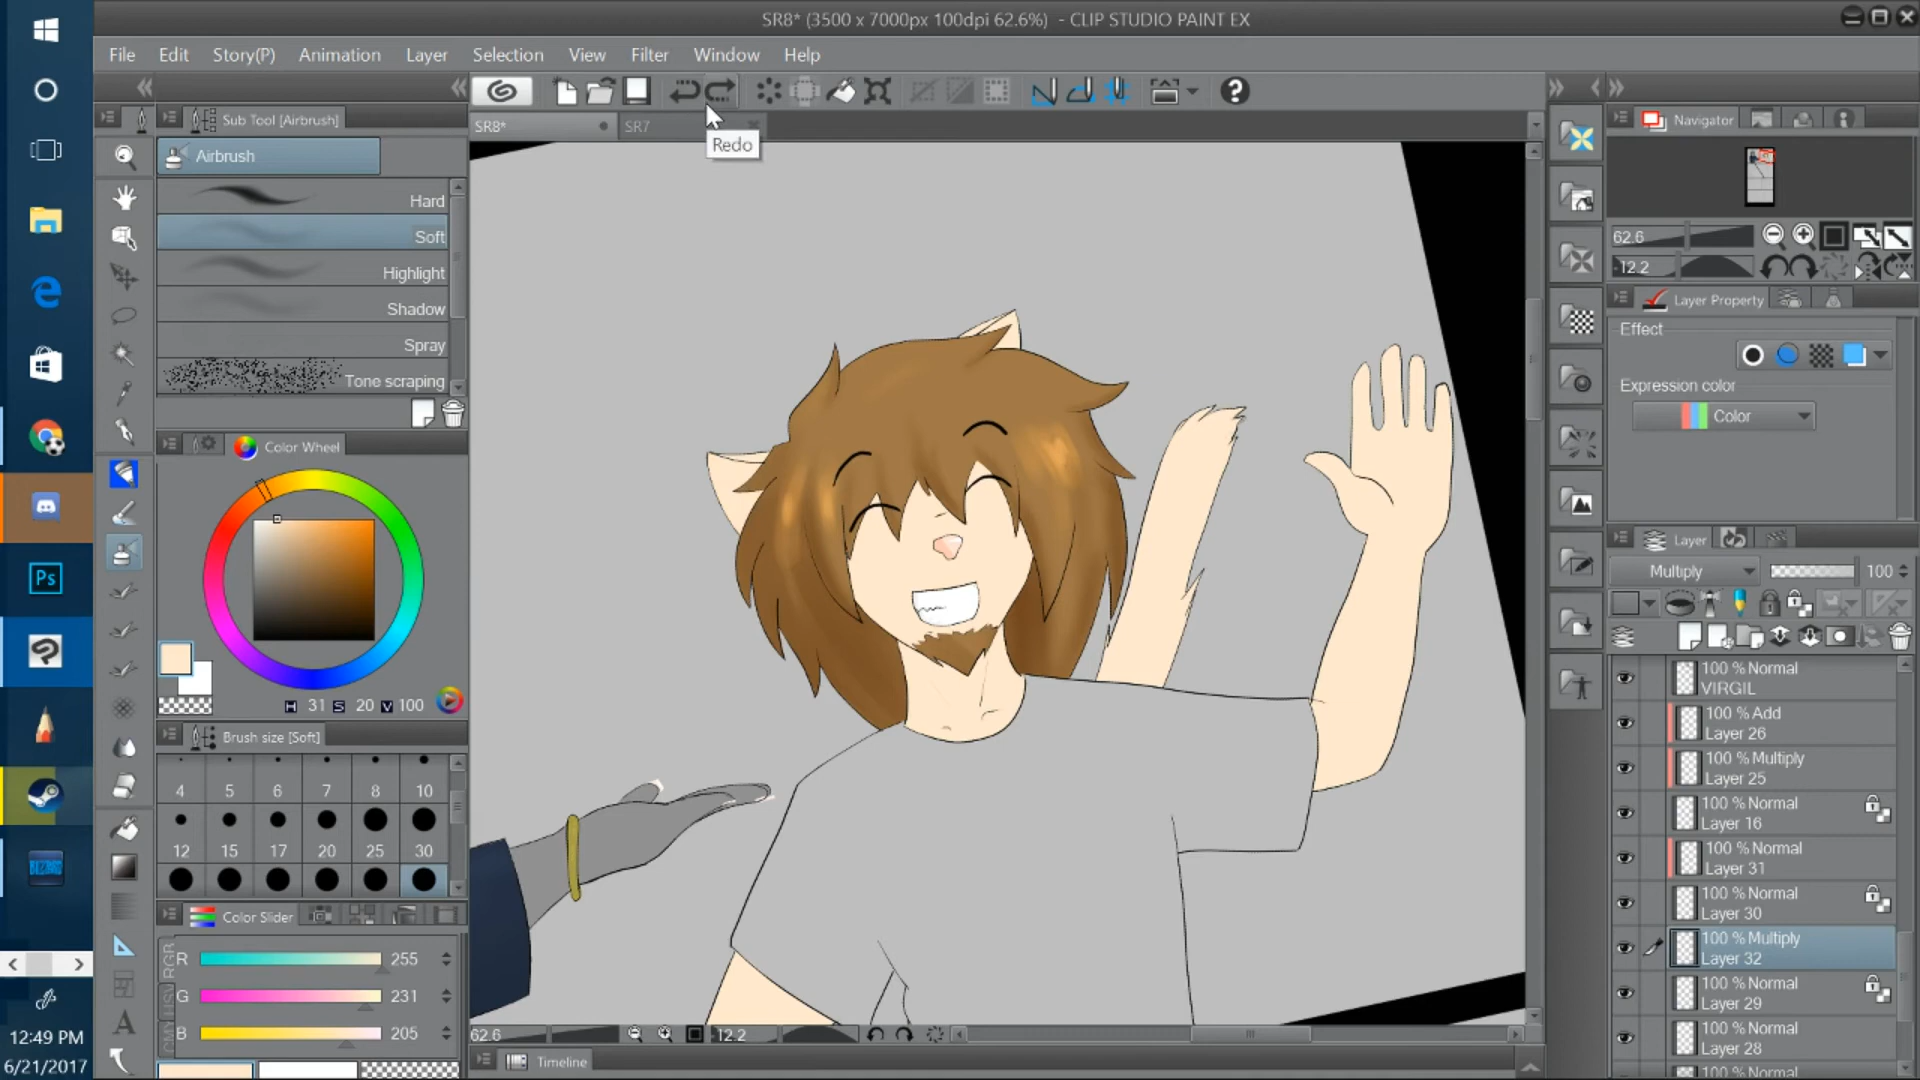 SR8* (3500 x 7000px 100dpi 62.6%) - CLIP STUDIO PAINT EX
File Edit Story(P) Animation Layer Selection View Filter Window Help
Sub Tool [Airbrush]
SR8*
SR7
Redo
Airbrush
Hard
Soft
Highlight
Shadow
Spray
Tone scraping
Color Wheel
H 31 S 20 V 100
Brush size [Soft]
4 5 6 7 8 10
12 15 17 20 25 30
Color Slider
R 255
G 231
B 205
RGB
A
Ps
12:49 PM
6/21/2017
62.6
12.2
Timeline
Navigator
62.6
-12.2
Layer Property
Effect
Expression color
Color
Layer
Multiply 100
100 % Normal
VIRGIL
100 % Add
Layer 26
100 % Multiply
Layer 25
100 % Normal
Layer 16
100 % Normal
Layer 31
100 % Normal
Layer 30
100 % Multiply
Layer 32
100 % Normal
Layer 29
100 % Normal
Layer 28
100 % Normal